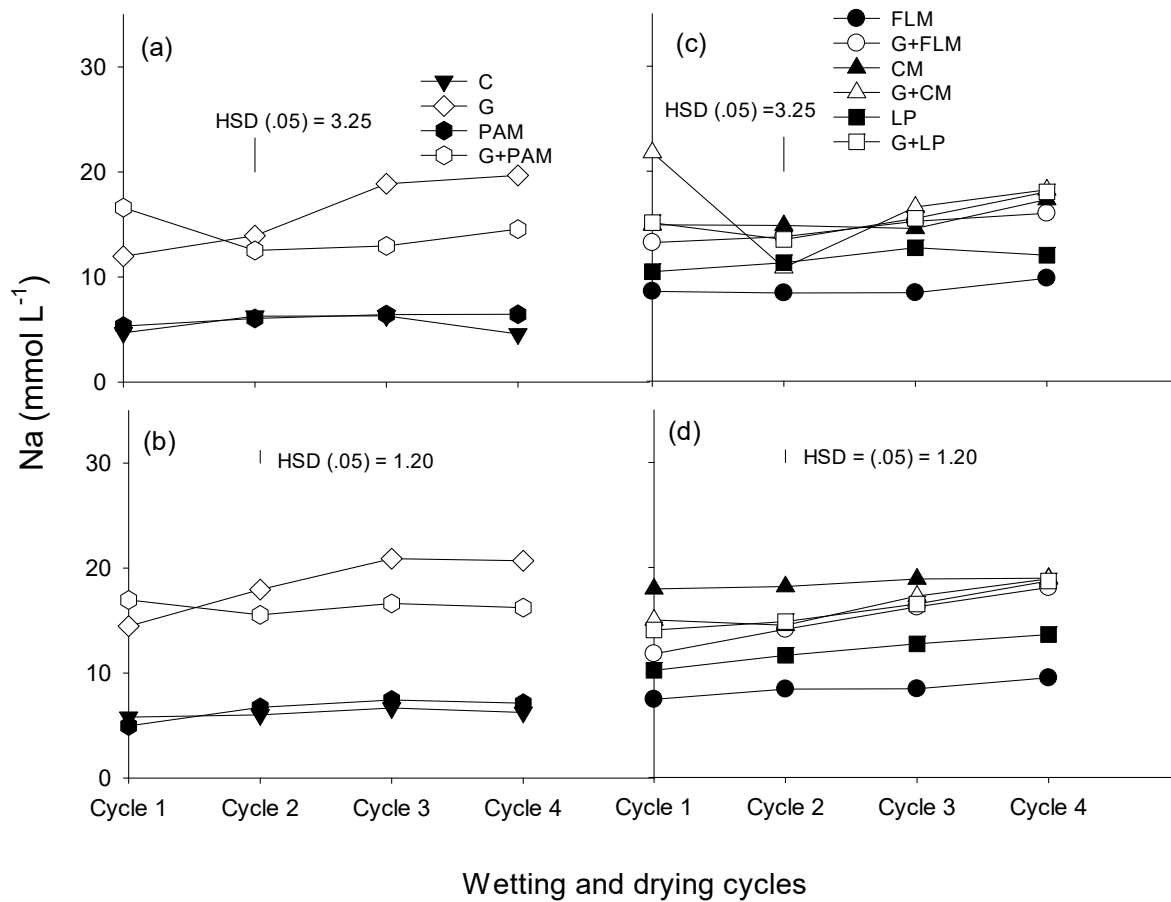 (a)
30
20
10
0
HSD (.05) = 3.25
C
G
PAM
G+PAM
(c)
HSD (.05) =3.25
FLM
G+FLM
CM
G+CM
LP
G+LP
Na (mmol L-1)
(b)
30
20
10
0
HSD (.05) = 1.20
(d)
HSD = (.05) = 1.20
Cycle 1 Cycle 2 Cycle 3 Cycle 4
Cycle 1 Cycle 2 Cycle 3 Cycle 4
Wetting and drying cycles